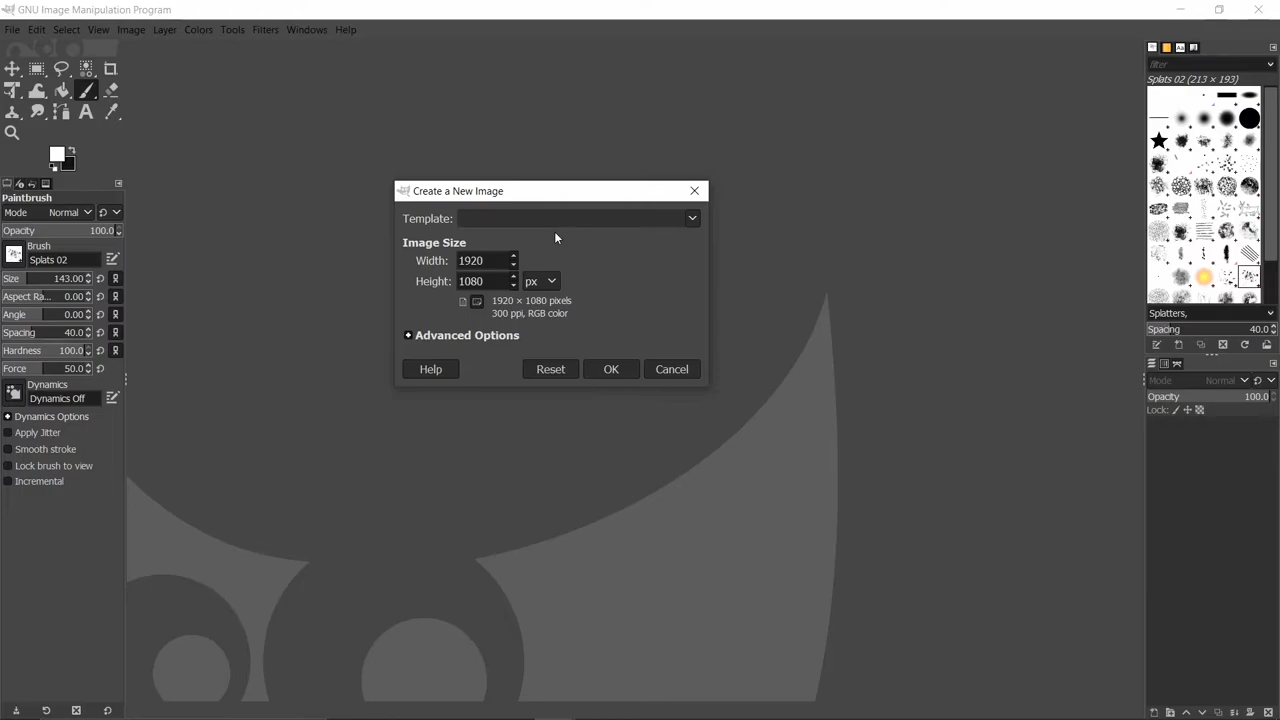 GNU Image Manipulation Program
File Edit Select View Image Layer Colors Tools Filters Windows Help
Paintbrush
Mode Normal
Opacity 100.0
Brush
Splats 02
Size 143.00
Aspect Ra... 0.00
Angle 0.00
Spacing 40.0
Hardness 100.0
Force 50.0
Dynamics
Dynamics Off
Dynamics Options
Apply Jitter
Smooth stroke
Lock brush to view
Incremental
Create a New Image
Template:
Image Size
Width: 1920
Height: 1080 px
1920 × 1080 pixels
300 ppi, RGB color
Advanced Options
Help Reset OK Cancel
Aa
filter
Splats 02 (213 × 193)
Splatters,
Spacing 40.0
Mode Normal
Opacity 100.0
Lock: